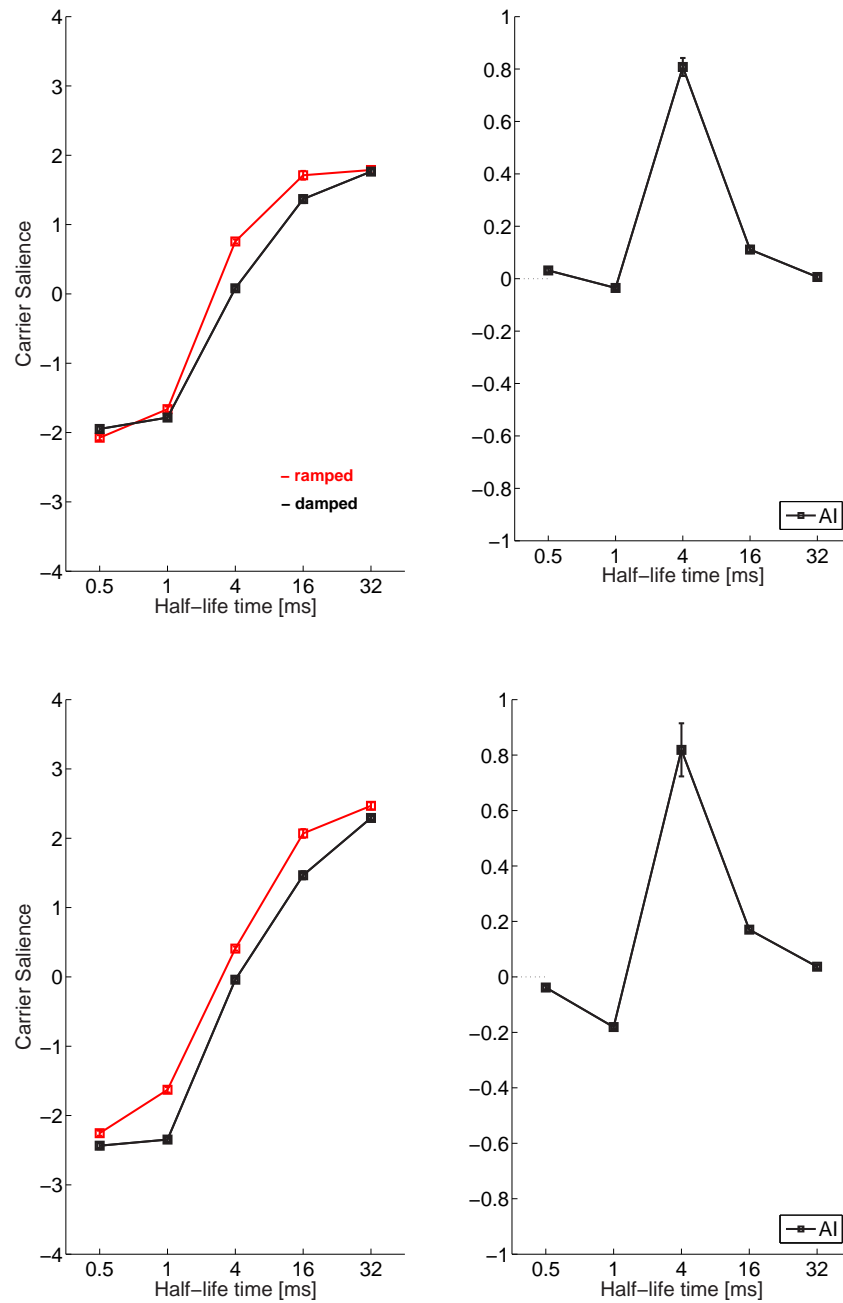 4
3
2
1
0
−1
−2
−3
−4
Carrier Salience
− ramped
− damped
0.5 1 4 16 32
Half−life time [ms]
1
0.8
0.6
0.4
0.2
0
−0.2
−0.4
−0.6
−0.8
−1
AI
0.5 1 4 16 32
Half−life time [ms]
4
3
2
1
0
−1
−2
−3
−4
Carrier Salience
0.5 1 4 16 32
Half−life time [ms]
1
0.8
0.6
0.4
0.2
0
−0.2
−0.4
−0.6
−0.8
−1
AI
0.5 1 4 16 32
Half−life time [ms]